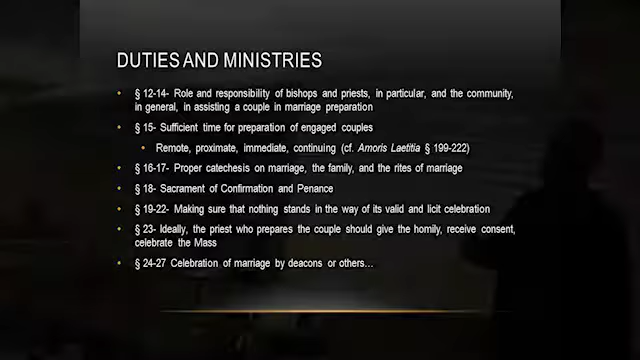 DUTIES AND MINISTRIES
• § 12-14- Role and responsibility of bishops and priests, in particular, and the community,
in general, in assisting a couple in marriage preparation
• § 15- Sufficient time for preparation of engaged couples
• Remote, proximate, immediate, continuing (cf. Amoris Laetitia § 199-222)
• § 16-17- Proper catechesis on marriage, the family, and the rites of marriage
• § 18- Sacrament of Confirmation and Penance
• § 19-22- Making sure that nothing stands in the way of its valid and licit celebration
• § 23- Ideally, the priest who prepares the couple should give the homily, receive consent,
celebrate the Mass
• § 24-27 Celebration of marriage by deacons or others…